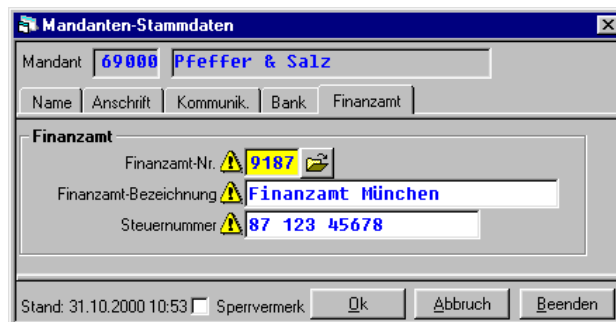 Mandanten-Stammdaten
Mandant 69000 Pfeffer & Salz
Name Anschrift Kommunik. Bank Finanzamt
Finanzamt
Finanzamt-Nr. 9187
Finanzamt-Bezeichnung Finanzamt München
Steuernummer 87 123 45678
Stand: 31.10.2000 10:53 Sperrvermerk Ok Abbruch Beenden